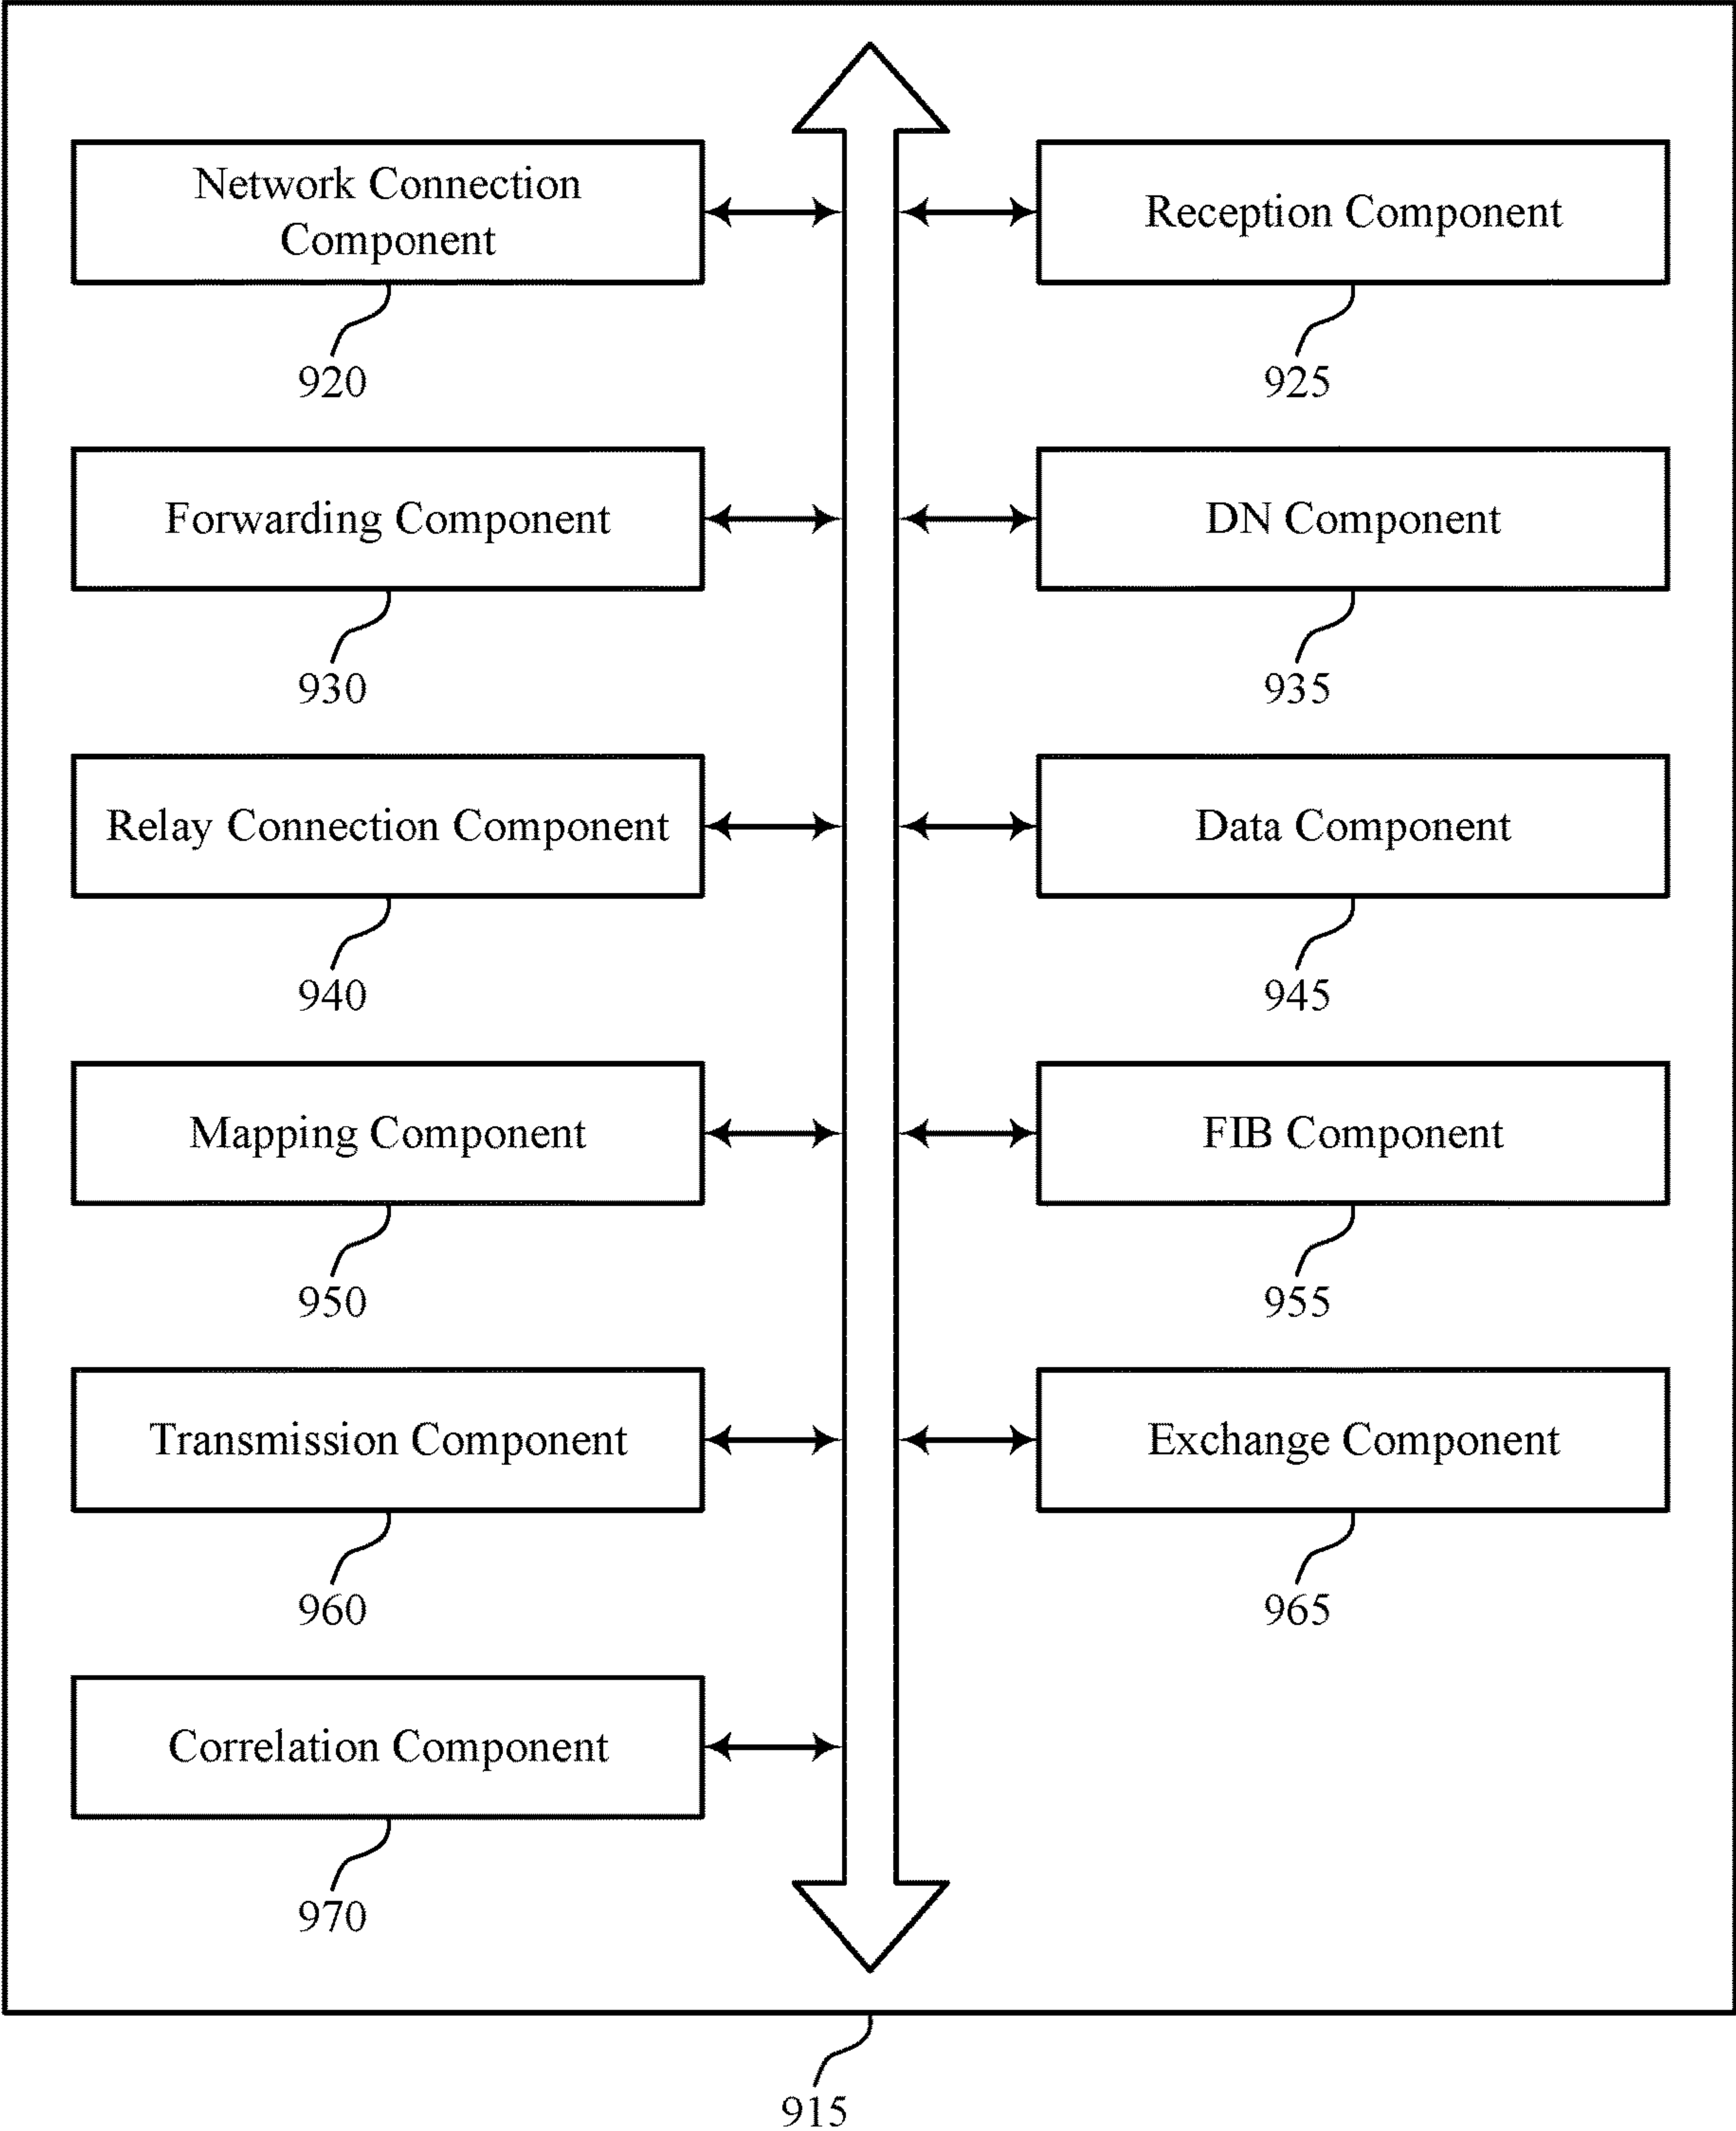 Network Connection
Component
920
Reception Component
925
Forwarding Component
930
DN Component
935
Relay Connection Component
940
Data Component
945
Mapping Component
950
FIB Component
955
Transmission Component
960
Exchange Component
965
Correlation Component
970
915